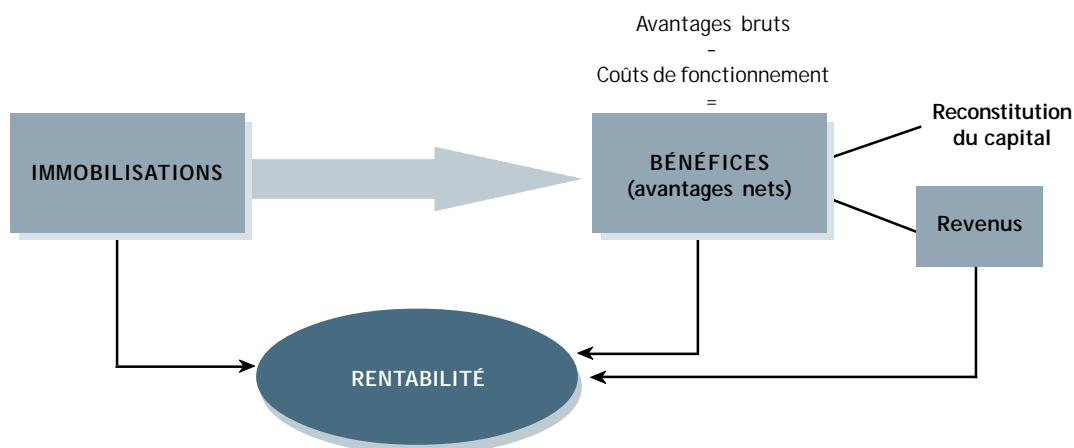 Avantages bruts
-
Coûts de fonctionnement
=
IMMOBILISATIONS
BÉNÉFICES
(avantages nets)
Reconstitution
du capital
Revenus
RENTABILITÉ